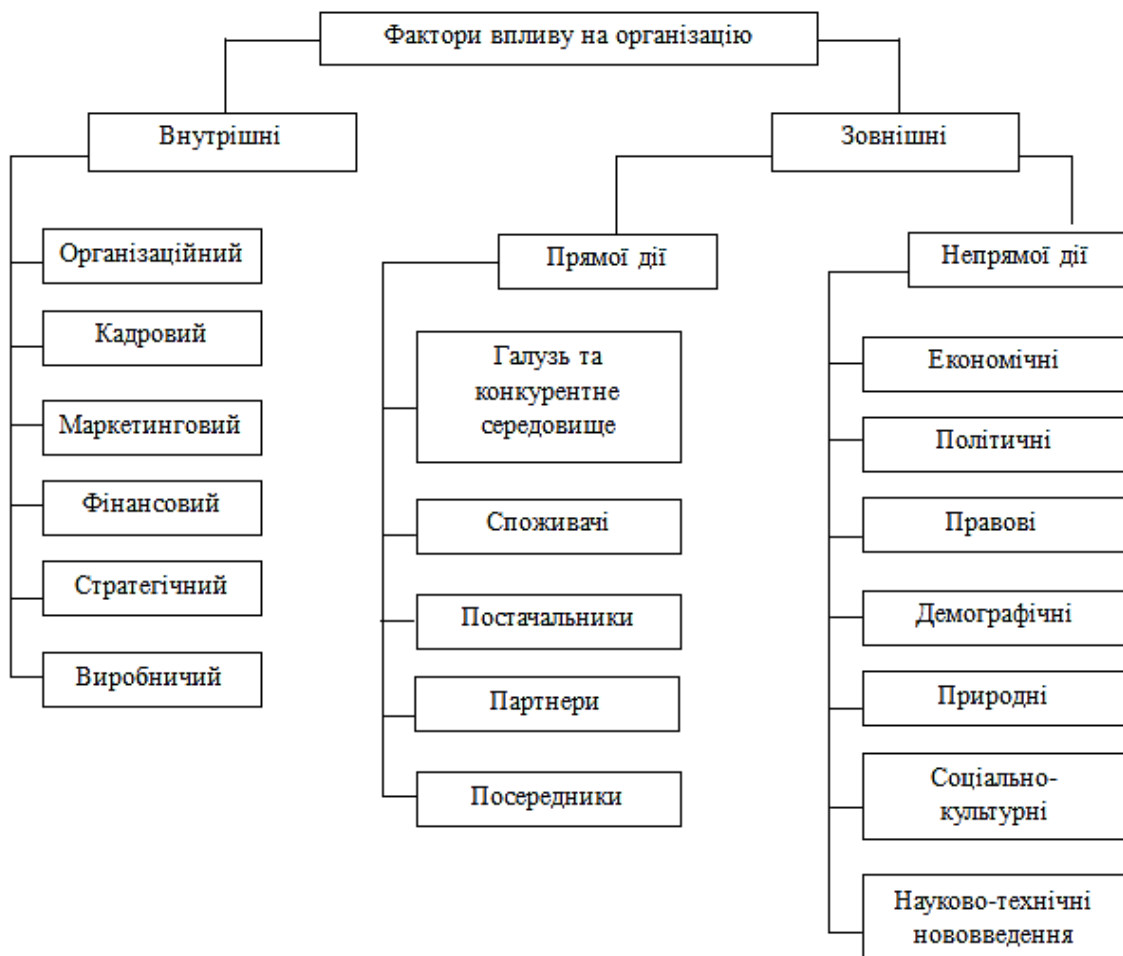 Фактори впливу на організацію
Внутрішні
Зовнішні
Організаційний
Кадровий
Маркетинговий
Фінансовий
Стратегічний
Виробничий
Прямої дії
Галузь та
конкурентне
середовище
Споживачі
Постачальники
Партнери
Посередники
Непрямої дії
Економічні
Політичні
Правові
Демографічні
Природні
Соціально-
культурні
Науково-технічні
нововведення